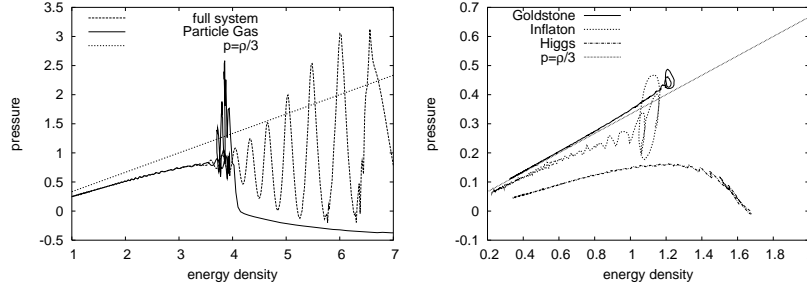 full system
Particle Gas
p=ρ/3
3.5
3
2.5
2
1.5
1
0.5
0
-0.5
pressure
1 2 3 4 5 6 7
energy density
Goldstone
Inflaton
Higgs
p=ρ/3
0.7
0.6
0.5
0.4
0.3
0.2
0.1
0
-0.1
pressure
0.2 0.4 0.6 0.8 1 1.2 1.4 1.6 1.8 2
energy density